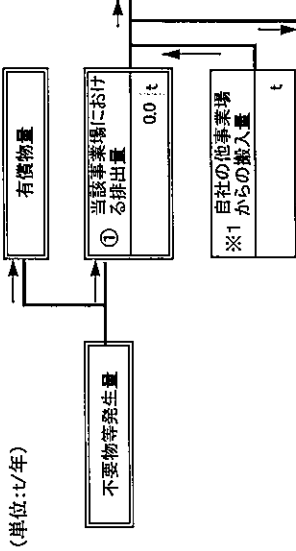 (単位:t/年)
不要物等発生量
有償物量
① 当該事業場におけ
る排出量
0.0 t
※1 自社の他事業場
からの搬入量
t